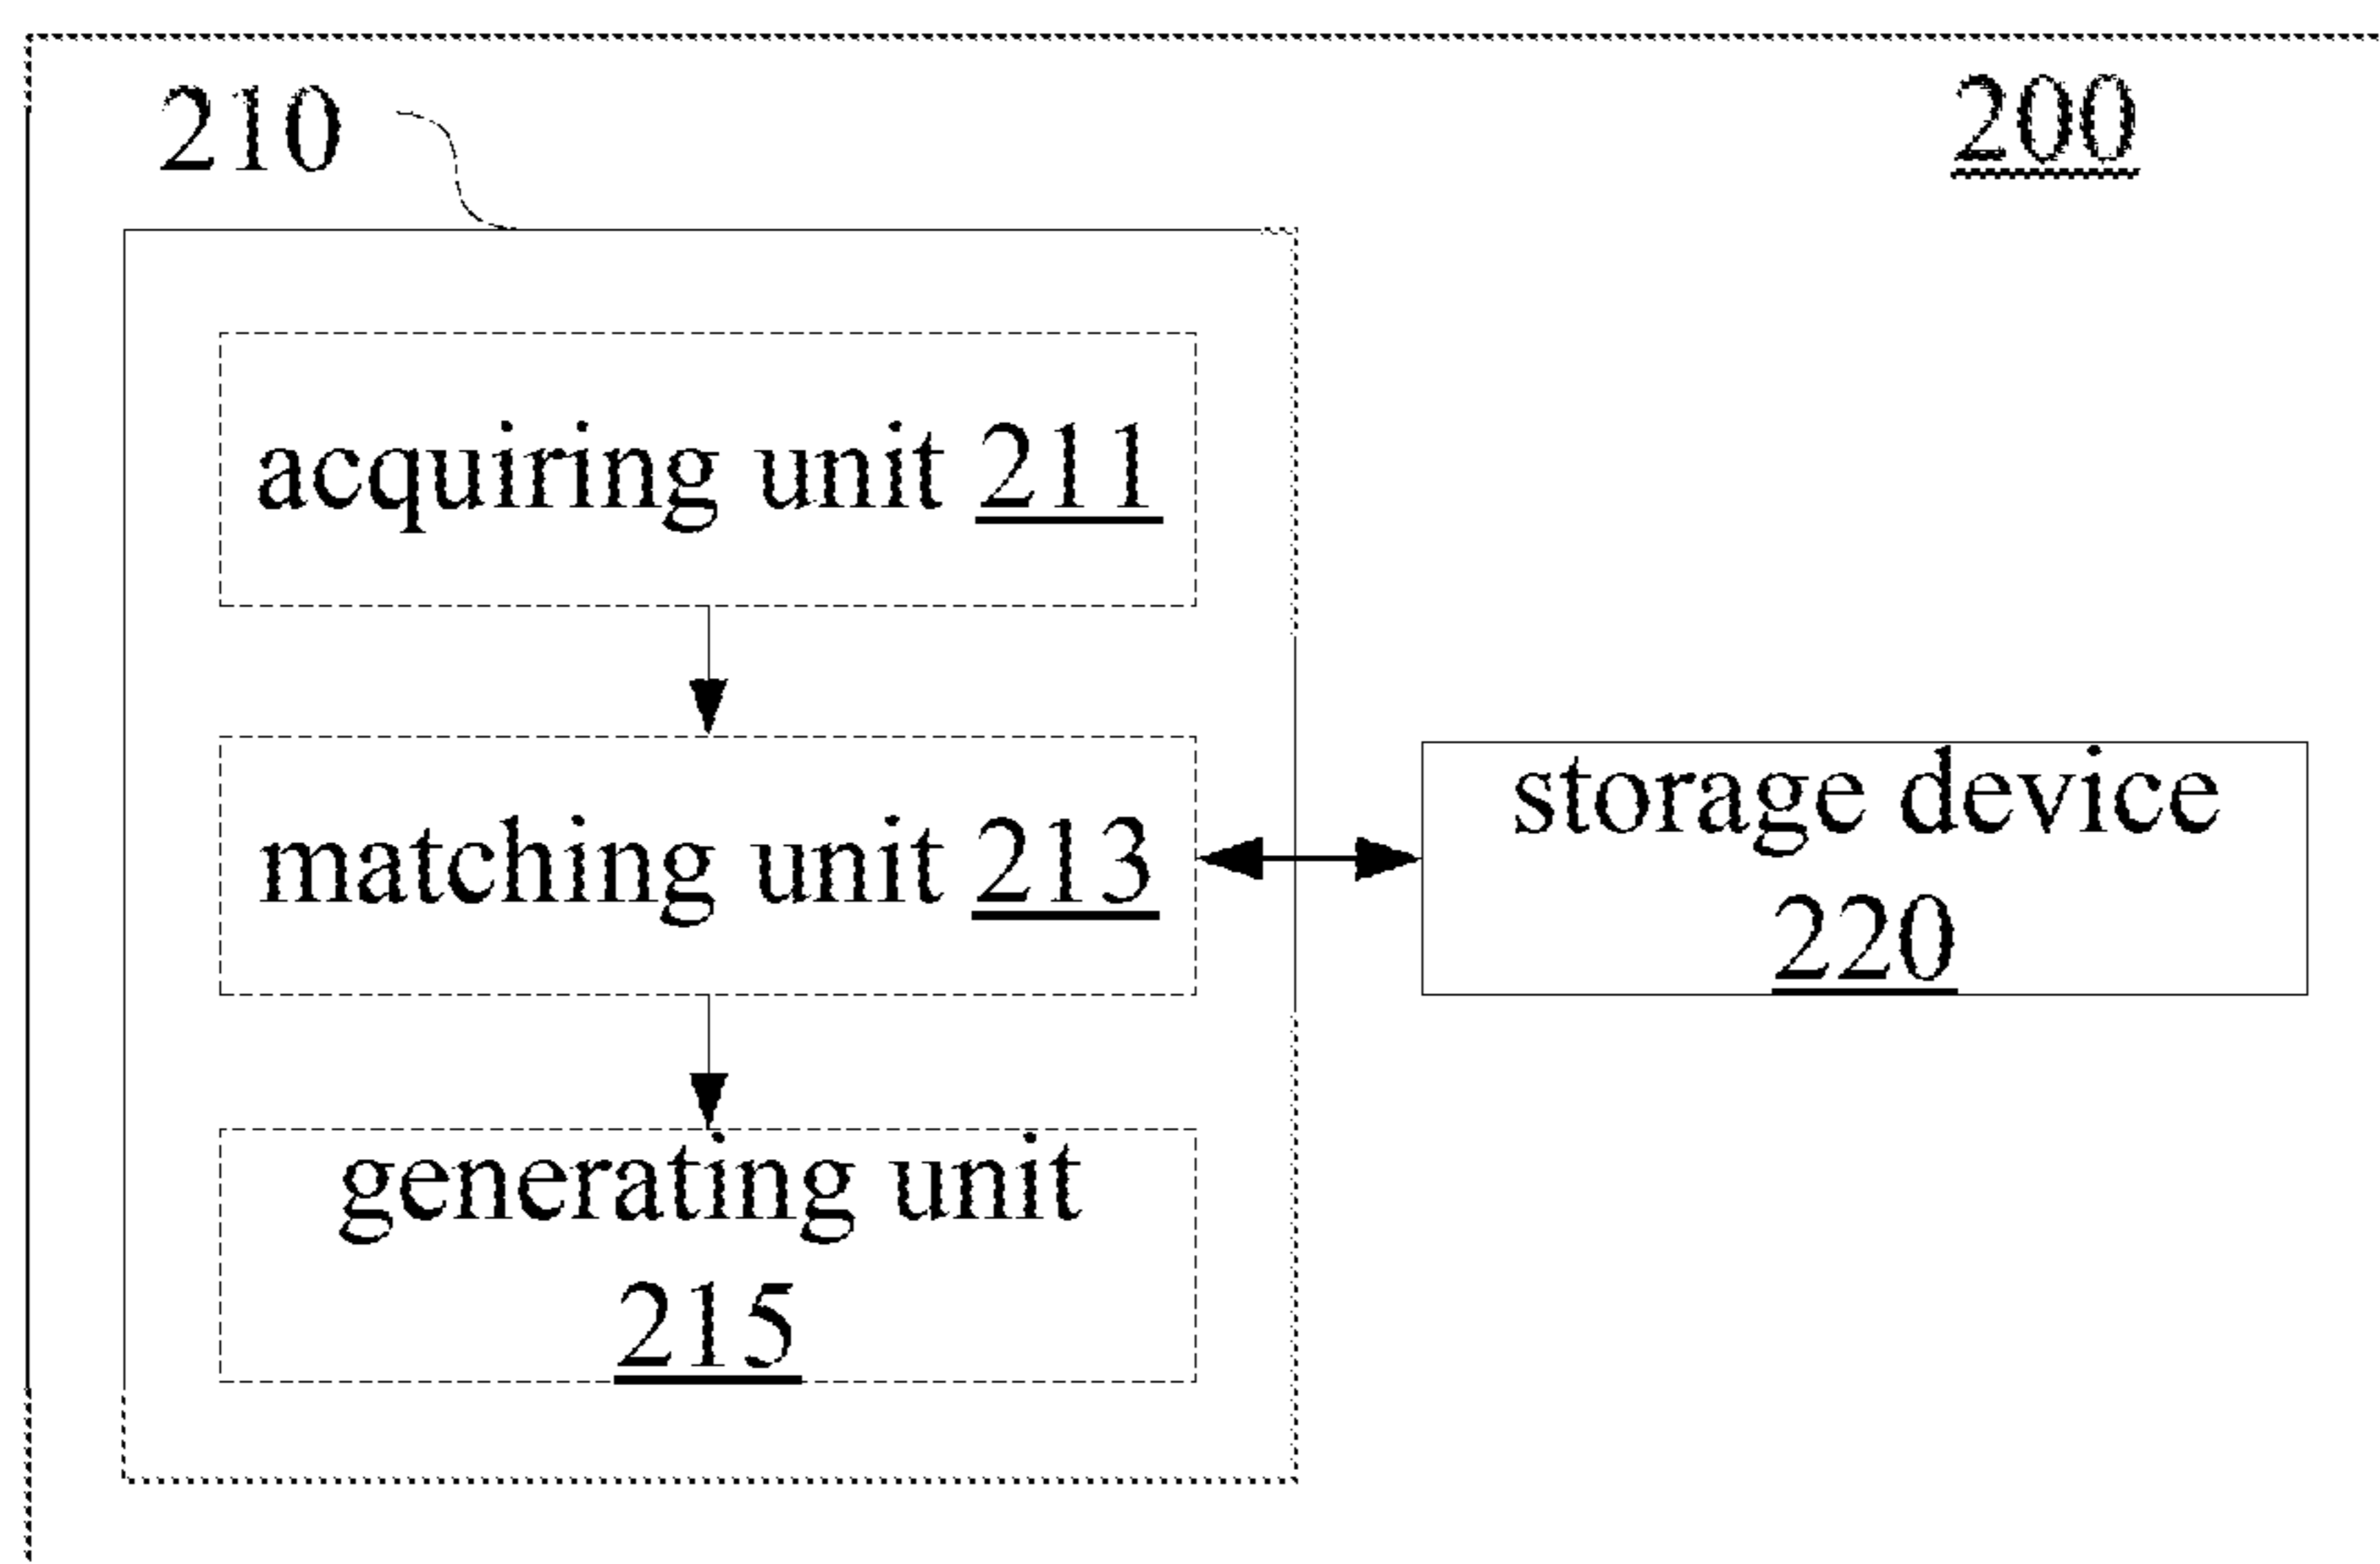 210
200
acquiring unit 211
matching unit 213
storage device
220
generating unit
215